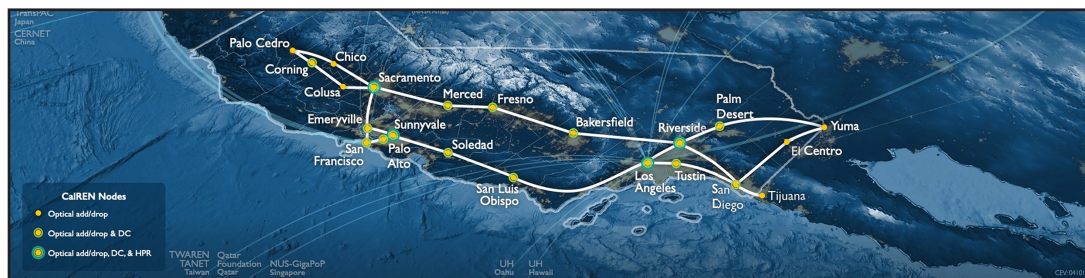 TransPAC
Japan
CERNET
China
Palo Cedro
Chico
Corning
Colusa
Sacramento
Merced
Fresno
Emeryville
Sunnyvale
San
Francisco
Palo
Alto
Soledad
Bakersfield
San Luis
Obispo
Riverside
Palm
Desert
Yuma
El Centro
Los
Angeles
Tustin
San
Diego
Tijuana
CalREN Nodes
Optical add/drop
Optical add/drop & DC
Optical add/drop, DC, & HPR
TWAREN
TANET
Taiwan
Qatar
Foundation
Qatar
NUS-GigaPoP
Singapore
UH
Oahu
UH
Hawaii